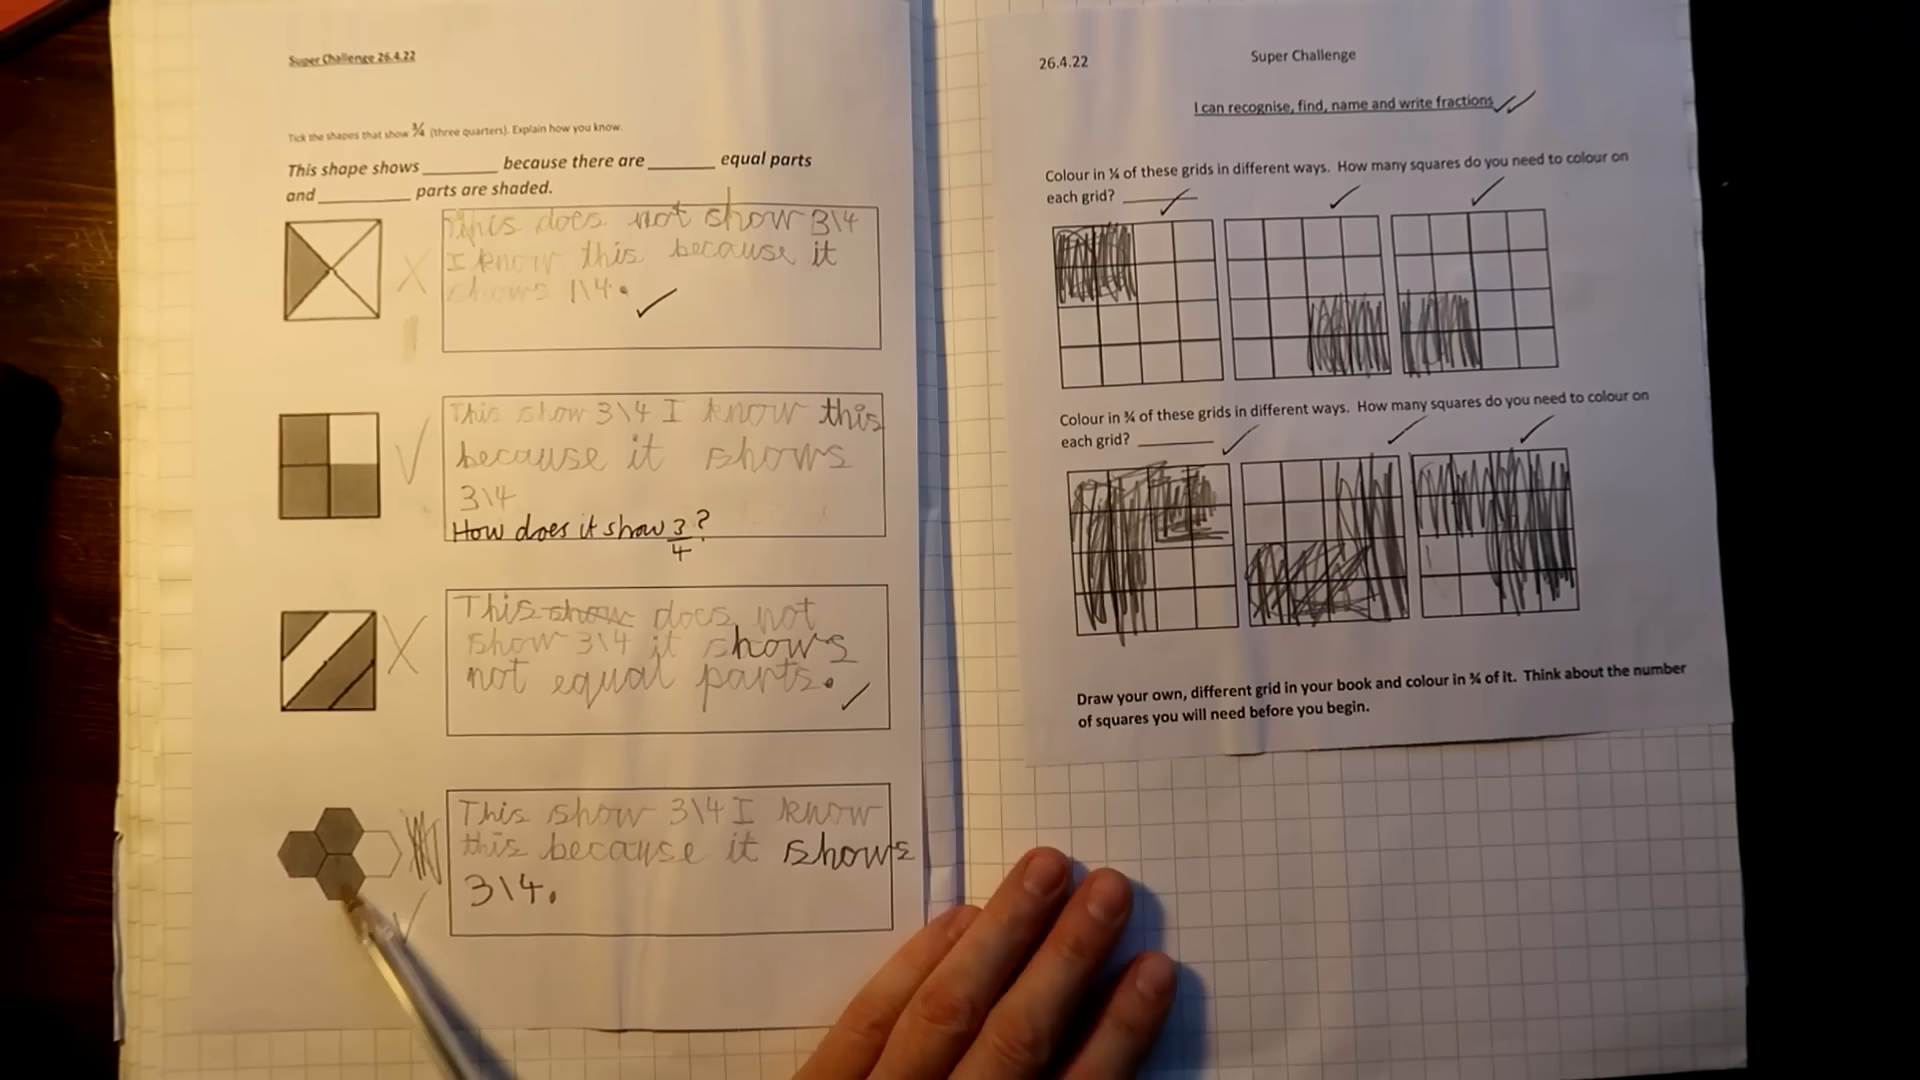 Super Challenge 26.4.22
Tick the shapes that show ¾ (three quarters). Explain how you know.
This shape shows ________ because there are _______ equal parts
and __________ parts are shaded.
This does not show 3\4
I know this because it
shows 1\4.
This show 3\4 I know this
because it shows
3\4
How does it show 3/4?
This show does not
show 3\4 it shows
not equal parts.
This show 3\4 I know
this because it shows
3\4.
26.4.22
Super Challenge
I can recognise, find, name and write fractions
Colour in ¼ of these grids in different ways. How many squares do you need to colour on
each grid? ________
Colour in ¾ of these grids in different ways. How many squares do you need to colour on
each grid? ________
Draw your own, different grid in your book and colour in ¾ of it. Think about the number
of squares you will need before you begin.